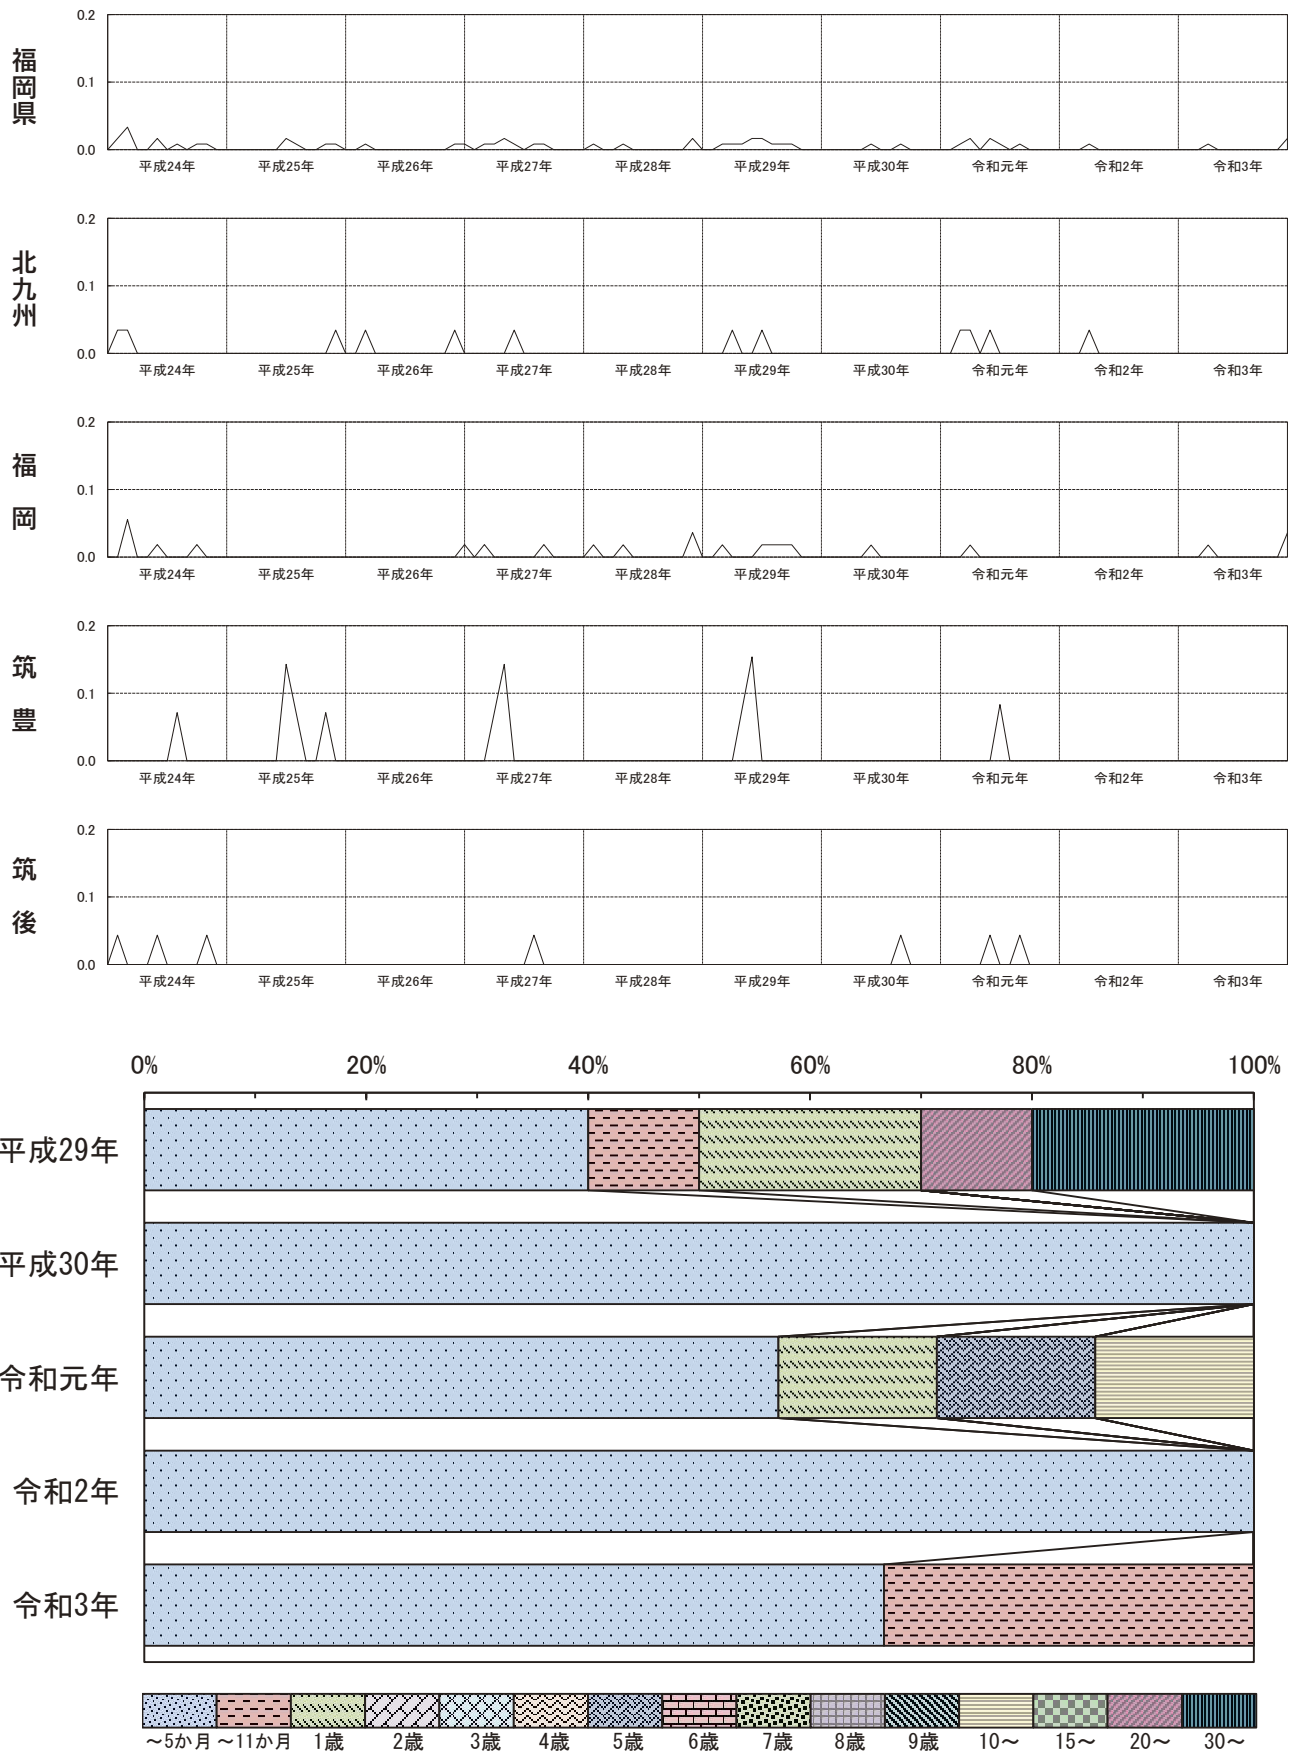 福岡県
0.2
0.1
0.0
平成24年 平成25年 平成26年 平成27年 平成28年 平成29年 平成30年 令和元年 令和2年 令和3年
北九州
0.2
0.1
0.0
平成24年 平成25年 平成26年 平成27年 平成28年 平成29年 平成30年 令和元年 令和2年 令和3年
福岡
0.2
0.1
0.0
平成24年 平成25年 平成26年 平成27年 平成28年 平成29年 平成30年 令和元年 令和2年 令和3年
筑豊
0.2
0.1
0.0
平成24年 平成25年 平成26年 平成27年 平成28年 平成29年 平成30年 令和元年 令和2年 令和3年
筑後
0.2
0.1
0.0
平成24年 平成25年 平成26年 平成27年 平成28年 平成29年 平成30年 令和元年 令和2年 令和3年
0% 20% 40% 60% 80% 100%
平成29年
平成30年
令和元年
令和2年
令和3年
～5か月 ～11か月 1歳 2歳 3歳 4歳 5歳 6歳 7歳 8歳 9歳 10～ 15～ 20～ 30～